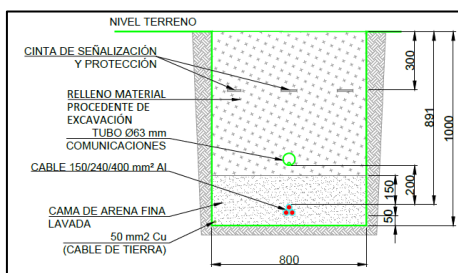 NIVEL TERRENO
CINTA DE SEÑALIZACIÓN
Y PROTECCIÓN
RELLENO MATERIAL
PROCEDENTE DE
EXCAVACIÓN
TUBO Ø63 mm
COMUNICACIONES
CABLE 150/240/400 mm² Al
CAMA DE ARENA FINA
LAVADA
50 mm2 Cu
(CABLE DE TIERRA)
300
891
1000
150
200
50
800